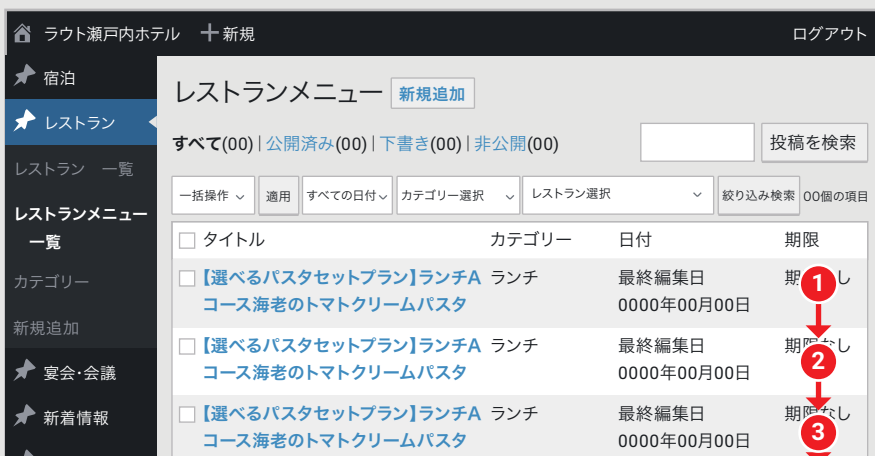 ラウト瀬戸内ホテル 新規 ログアウト
宿泊
レストラン
レストラン 一覧
レストランメニュー
一覧
カテゴリー
新規追加
宴会・会議
新着情報
レストランメニュー 新規追加
すべて(00)|公開済み(00)|下書き(00)|非公開(00) 投稿を検索
一括操作 適用 すべての日付 カテゴリー選択 レストラン選択 絞り込み検索 00個の項目
タイトル カテゴリー 日付 期限
【選べるパスタセットプラン】ランチA ランチ 最終編集日 期限なし
コース海老のトマトクリームパスタ 0000年00月00日
1
【選べるパスタセットプラン】ランチA ランチ 最終編集日 期限なし
コース海老のトマトクリームパスタ 0000年00月00日
2
【選べるパスタセットプラン】ランチA ランチ 最終編集日 期限なし
コース海老のトマトクリームパスタ 0000年00月00日
3